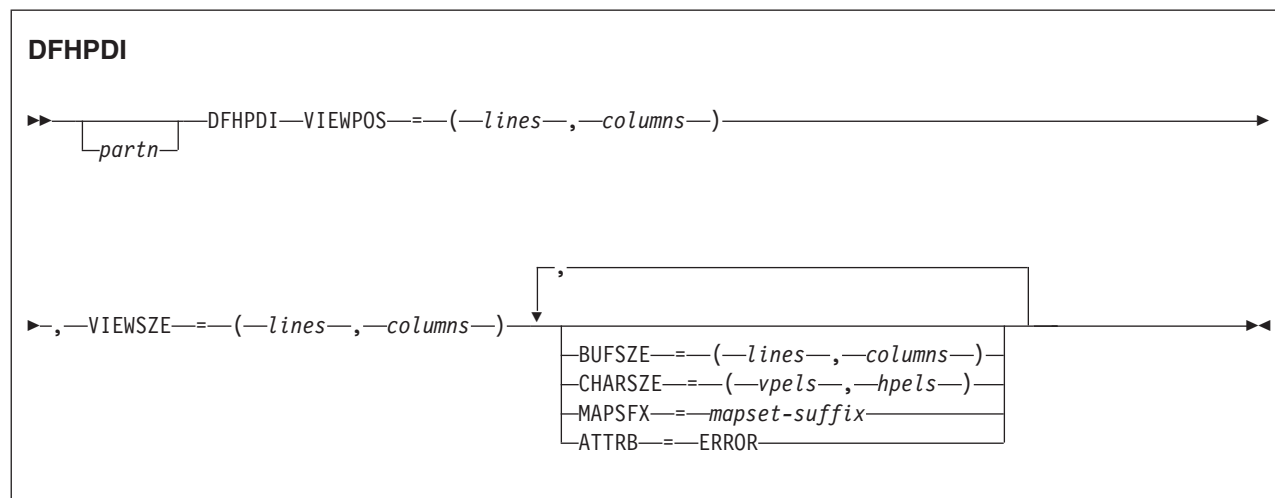 DFHPDI
DFHPDI VIEWPOS = ( lines , columns )
partn
,
, VIEWSZE = ( lines , columns )
BUFSZE = ( lines , columns )
CHARSZE = ( vpels , hpels )
MAPSFX = mapset-suffix
ATTRB = ERROR